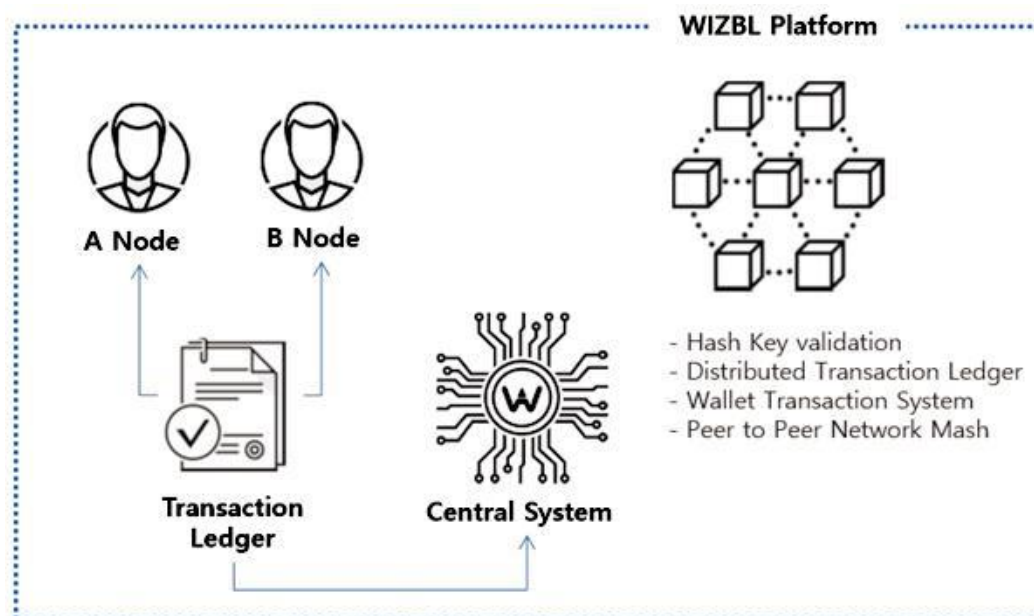 WIZBL Platform
A Node
B Node
- Hash Key validation
- Distributed Transaction Ledger
- Wallet Transaction System
- Peer to Peer Network Mash
W
Transaction
Ledger
Central System